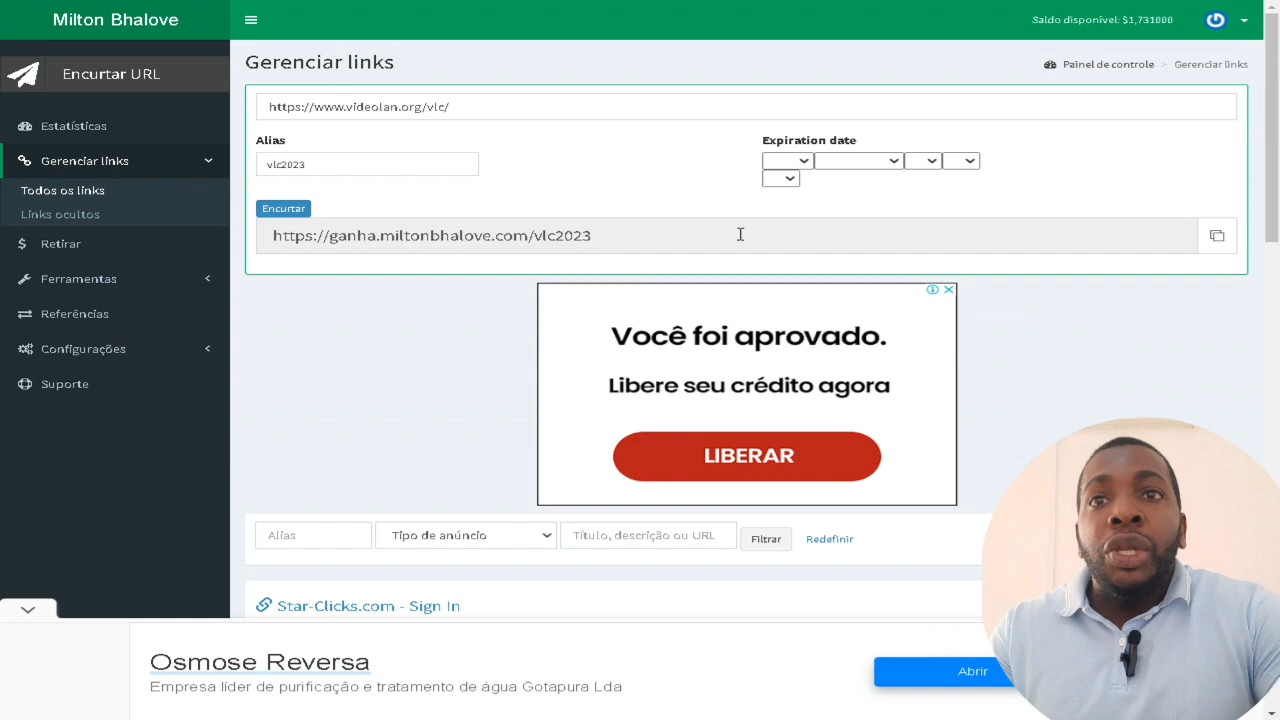 Milton Bhalove
Saldo disponível: $1,731000
Encurtar URL
Estatísticas
Gerenciar links
Todos os links
Links ocultos
Retirar
Ferramentas
Referências
Configurações
Suporte
Gerenciar links
Painel de controle > Gerenciar links
https://www.videolan.org/vlc/
Alias
Expiration date
vlc2023
Encurtar
https://ganha.miltonbhalove.com/vlc2023
Você foi aprovado.
Libere seu crédito agora
LIBERAR
Alias
Tipo de anúncio
Título, descrição ou URL
Filtrar
Redefinir
Star-Clicks.com - Sign In
Osmose Reversa
Empresa líder de purificação e tratamento de água Gotapura Lda
Abrir